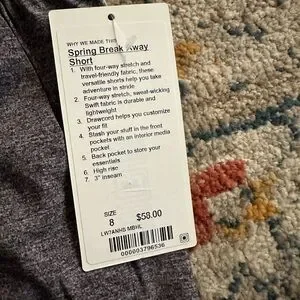 WHY WE MADE THIS
Spring Break Away
Short
1. With four-way stretch and
travel-friendly fabric, these
versatile shorts help you take
adventure in stride
2. Four-way stretch, sweat-wicking
Swift fabric is durable and
lightweight
3. Drawcord helps you customize
your fit
4. Stash your stuff in the front
pockets with an interior media
pocket
5. Back pocket to store your
essentials
6. High rise
7. 3" inseam
SIZE
8 $58.00
LW7ANHS MBHL
000003796536